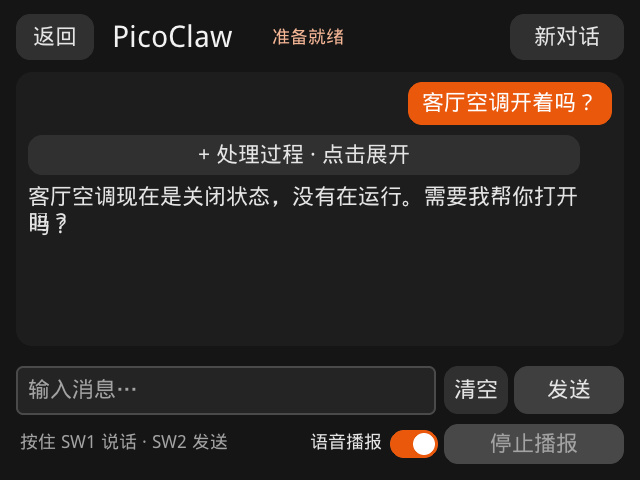 返回 PicoClaw 准备就绪 新对话
客厅空调开着吗？
+ 处理过程 · 点击展开
客厅空调现在是关闭状态，没有在运行。需要我帮你打开
吗？
输入消息… 清空 发送
按住 SW1 说话 · SW2 发送 语音播报 停止播报